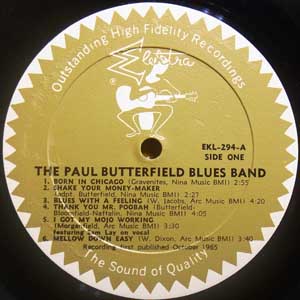 Outstanding High Fidelity Recordings
Elektra
EKL-294-A
SIDE ONE
THE PAUL BUTTERFIELD BLUES BAND
1. BORN IN CHICAGO (Gravenites, Nina Music BMI) 2:55
2. SHAKE YOUR MONEY-MAKER
(adpt. Butterfield, Nina Music BMI) 2:27
3. BLUES WITH A FEELING (W. Jacobs, Arc Music BMI) 4:20
4. THANK YOU MR. POOBAH (Butterfield-
Bloomfield-Naftalin, Nina Music BMI) 4:05
5. I GOT MY MOJO WORKING
(Morganfield, Arc Music BMI) 3:30
featuring Sam Lay on vocal
6. MELLOW DOWN EASY (W. Dixon, Arc Music BMI) 3:40
Recording first published October 1965
The Sound of Quality